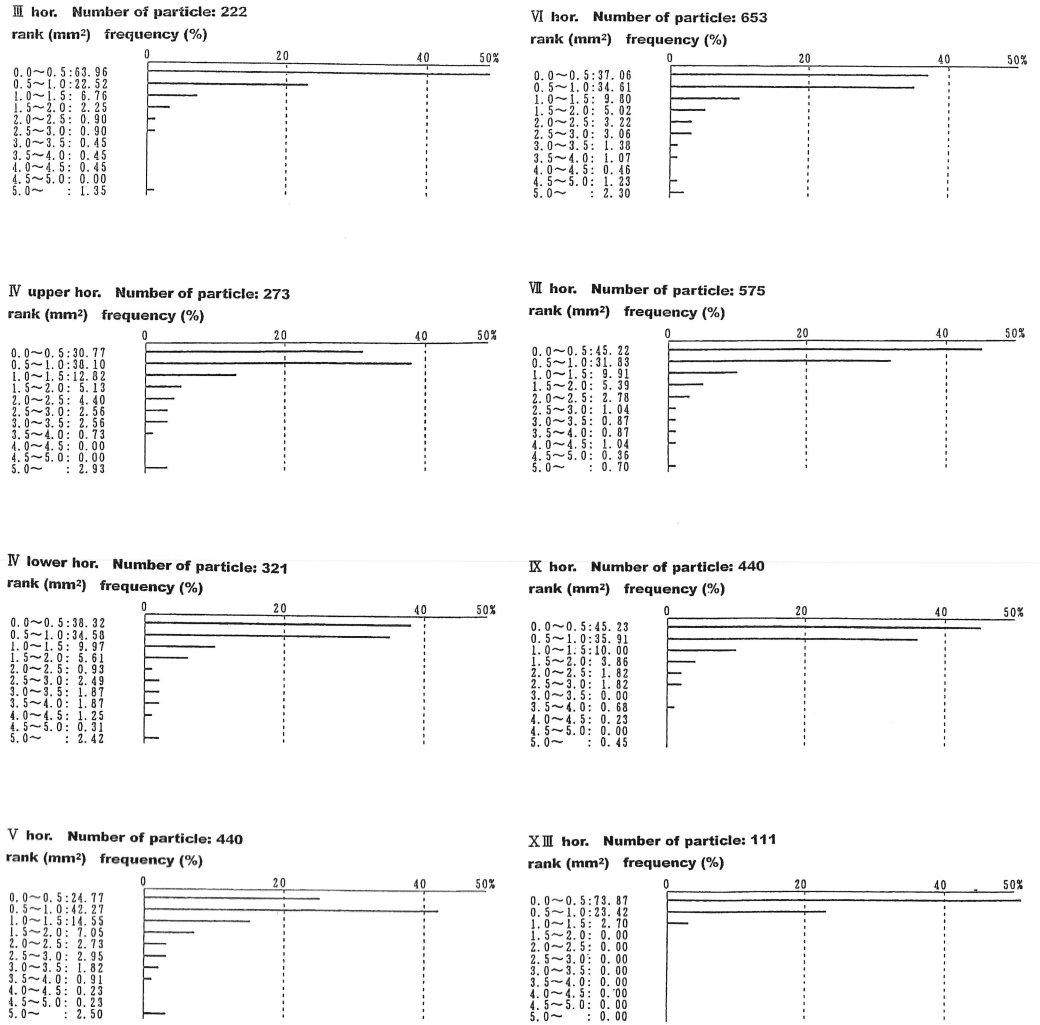 Ⅲ hor. Number of particle: 222
rank (mm²) frequency (%)
0 20 40 50%
0.0～0.5:63.96
0.5～1.0:22.52
1.0～1.5: 6.76
1.5～2.0: 2.25
2.0～2.5: 0.90
2.5～3.0: 0.90
3.0～3.5: 0.45
3.5～4.0: 0.45
4.0～4.5: 0.45
4.5～5.0: 0.00
5.0～ : 1.35
Ⅳ upper hor. Number of particle: 273
rank (mm²) frequency (%)
0 20 40 50%
0.0～0.5:30.77
0.5～1.0:38.10
1.0～1.5:12.82
1.5～2.0: 5.13
2.0～2.5: 4.40
2.5～3.0: 2.56
3.0～3.5: 2.56
3.5～4.0: 0.73
4.0～4.5: 0.00
4.5～5.0: 0.00
5.0～ : 2.93
Ⅳ lower hor. Number of particle: 321
rank (mm²) frequency (%)
0 20 40 50%
0.0～0.5:38.32
0.5～1.0:34.58
1.0～1.5: 9.97
1.5～2.0: 5.61
2.0～2.5: 0.93
2.5～3.0: 2.49
3.0～3.5: 1.87
3.5～4.0: 1.87
4.0～4.5: 1.25
4.5～5.0: 0.31
5.0～ : 2.42
Ⅴ hor. Number of particle: 440
rank (mm²) frequency (%)
0 20 40 50%
0.0～0.5:24.77
0.5～1.0:42.27
1.0～1.5:14.55
1.5～2.0: 7.05
2.0～2.5: 2.73
2.5～3.0: 2.95
3.0～3.5: 1.82
3.5～4.0: 0.91
4.0～4.5: 0.23
4.5～5.0: 0.23
5.0～ : 2.50
Ⅵ hor. Number of particle: 653
rank (mm²) frequency (%)
0 20 40 50%
0.0～0.5:37.06
0.5～1.0:34.61
1.0～1.5: 9.80
1.5～2.0: 5.02
2.0～2.5: 3.22
2.5～3.0: 3.06
3.0～3.5: 1.38
3.5～4.0: 1.07
4.0～4.5: 0.46
4.5～5.0: 1.23
5.0～ : 2.30
Ⅶ hor. Number of particle: 575
rank (mm²) frequency (%)
0 20 40 50%
0.0～0.5:45.22
0.5～1.0:31.83
1.0～1.5: 9.91
1.5～2.0: 5.39
2.0～2.5: 2.78
2.5～3.0: 1.04
3.0～3.5: 0.87
3.5～4.0: 0.87
4.0～4.5: 1.04
4.5～5.0: 0.36
5.0～ : 0.70
Ⅸ hor. Number of particle: 440
rank (mm²) frequency (%)
0 20 40 50%
0.0～0.5:45.23
0.5～1.0:35.91
1.0～1.5:10.00
1.5～2.0: 3.86
2.0～2.5: 1.82
2.5～3.0: 1.82
3.0～3.5: 0.00
3.5～4.0: 0.68
4.0～4.5: 0.23
4.5～5.0: 0.00
5.0～ : 0.45
ⅩⅢ hor. Number of particle: 111
rank (mm²) frequency (%)
0 20 40 50%
0.0～0.5:73.87
0.5～1.0:23.42
1.0～1.5: 2.70
1.5～2.0: 0.00
2.0～2.5: 0.00
2.5～3.0: 0.00
3.0～3.5: 0.00
3.5～4.0: 0.00
4.0～4.5: 0.00
4.5～5.0: 0.00
5.0～ : 0.00